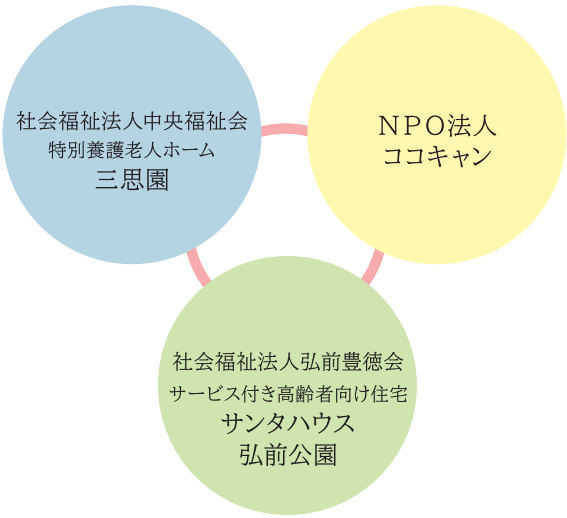 社会福祉法人中央福祉会
特別養護老人ホーム
三思園
ＮＰＯ法人
ココキャン
社会福祉法人弘前豊徳会
サービス付き高齢者向け住宅
サンタハウス
弘前公園